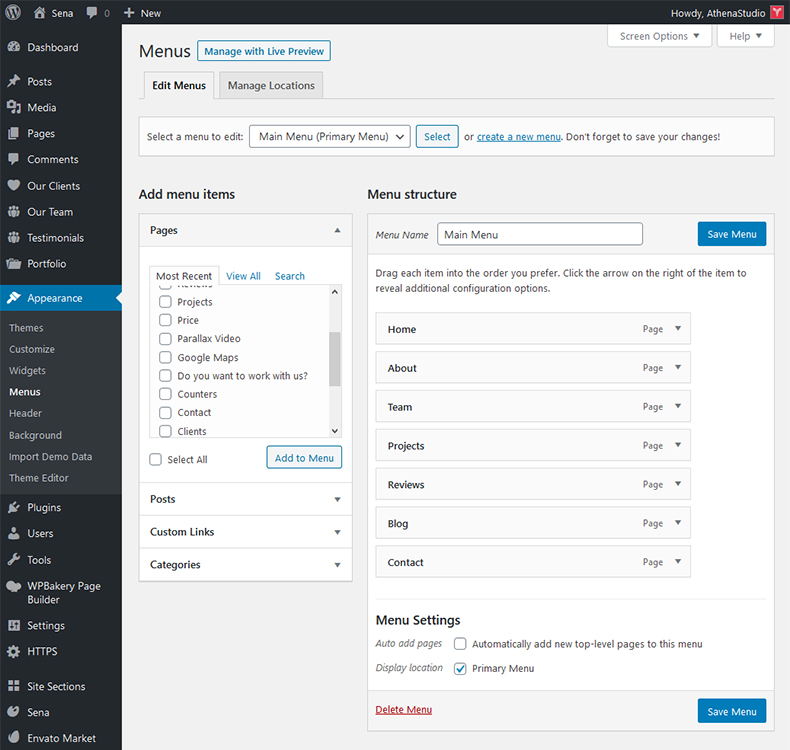 Sena
0
New
Howdy, AthenaStudio
Dashboard
Posts
Media
Pages
Comments
Our Clients
Our Team
Testimonials
Portfolio
Appearance
Themes
Customize
Widgets
Menus
Header
Background
Import Demo Data
Theme Editor
Plugins
Users
Tools
WPBakery Page
Builder
Settings
HTTPS
Site Sections
Sena
Envato Market
Screen Options
Help
Menus
Manage with Live Preview
Edit Menus
Manage Locations
Select a menu to edit:
Main Menu (Primary Menu)
Select
or create a new menu. Don't forget to save your changes!
Add menu items
Pages
Most Recent
View All
Search
Reviews
Projects
Price
Parallax Video
Google Maps
Do you want to work with us?
Counters
Contact
Clients
Select All
Add to Menu
Posts
Custom Links
Categories
Menu structure
Menu Name
Main Menu
Save Menu
Drag each item into the order you prefer. Click the arrow on the right of the item to
reveal additional configuration options.
Home Page
About Page
Team Page
Projects Page
Reviews Page
Blog Page
Contact Page
Menu Settings
Auto add pages
Automatically add new top-level pages to this menu
Display location
Primary Menu
Delete Menu
Save Menu